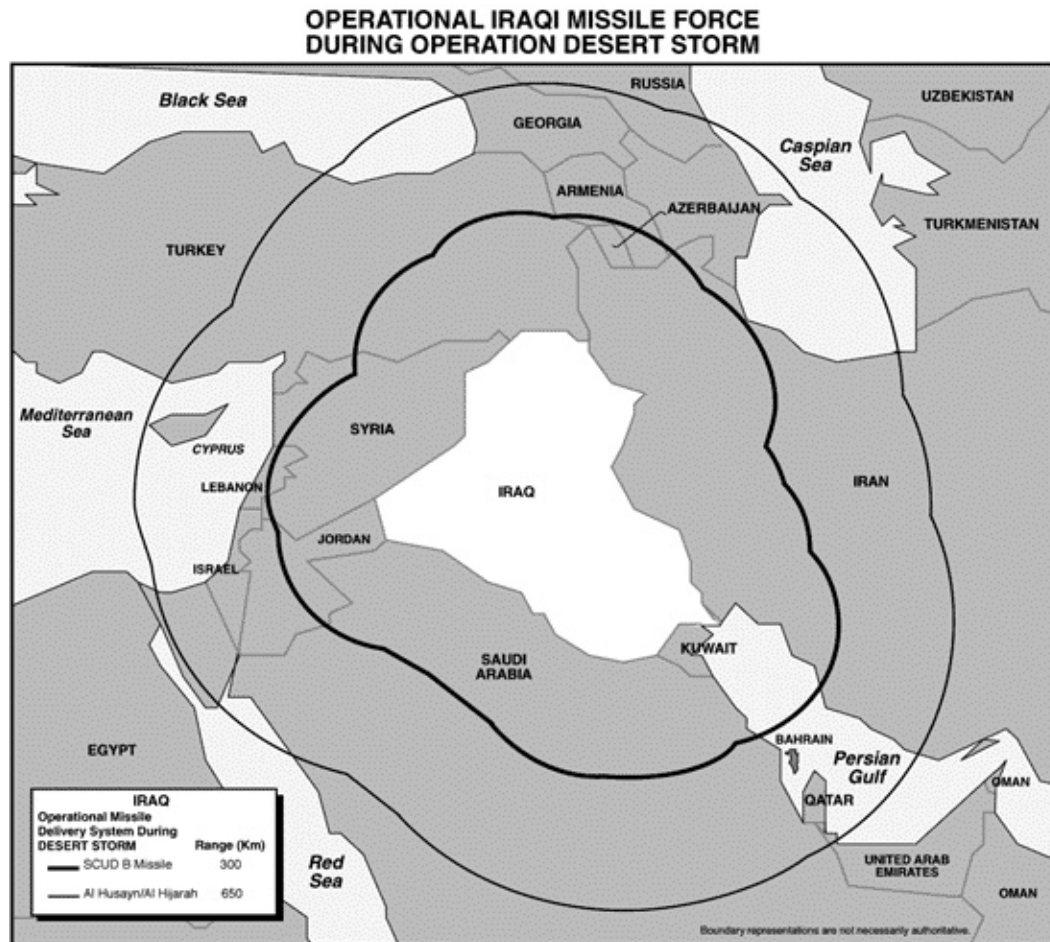 OPERATIONAL IRAQI MISSILE FORCE
DURING OPERATION DESERT STORM
RUSSIA
Black Sea
UZBEKISTAN
GEORGIA
Caspian
Sea
ARMENIA
AZERBAIJAN
TURKMENISTAN
TURKEY
Mediterranean
Sea
SYRIA
CYPRUS
LEBANON
IRAQ
IRAN
JORDAN
ISRAEL
KUWAIT
SAUDI
ARABIA
EGYPT
BAHRAIN
Persian
Gulf
OMAN
QATAR
UNITED ARAB
EMIRATES
OMAN
Red
Sea
IRAQ
Operational Missile
Delivery System During
DESERT STORM Range (Km)
SCUD B Missile 300
Al Husayn/Al Hijarah 650
Boundary representations are not necessarily authoritative.